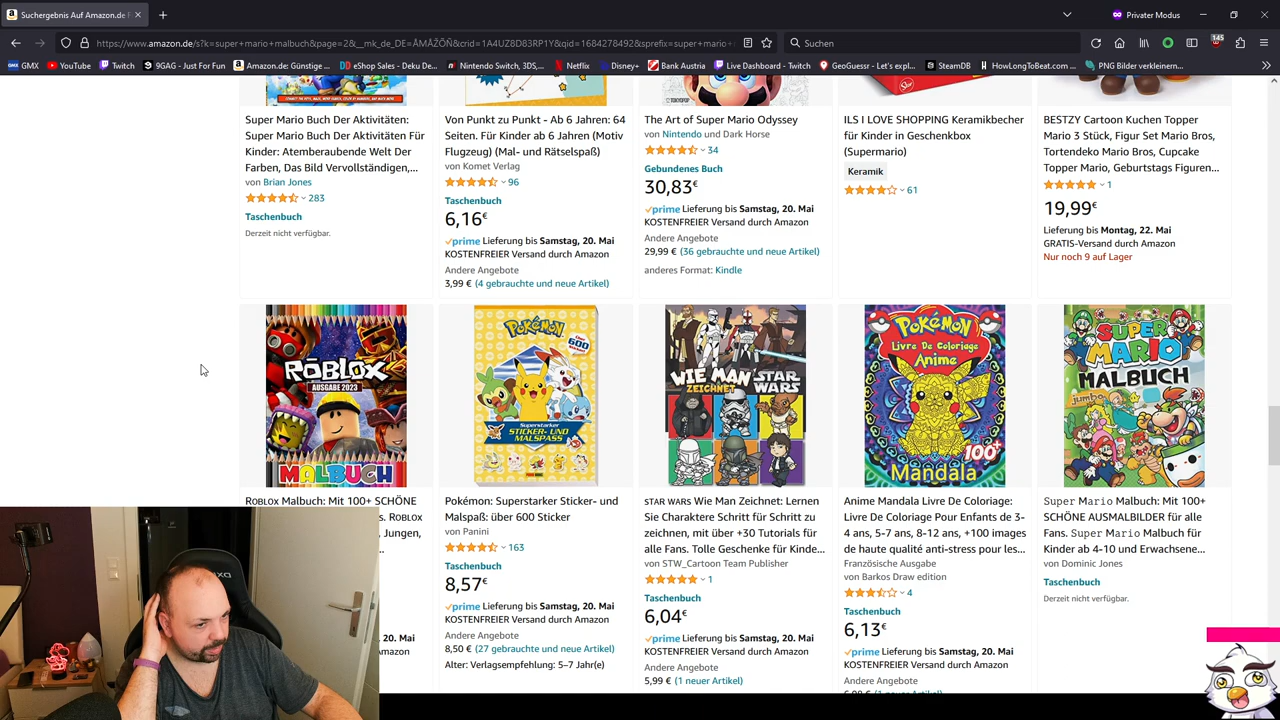 Suchergebnis Auf Amazon.de F
Privater Modus
https://www.amazon.de/s?k=super+mario+malbuch&page=2&__mk_de_DE=ÅMÅŽÕÑ&crid=1A4UZ8D83RP1Y&qid=1684278492&sprefix=super+mario+
Suchen
145
GMX
YouTube
Twitch
9GAG - Just For Fun
Amazon.de: Günstige ...
eShop Sales - Deku De...
Nintendo Switch, 3DS,...
Netflix
Disney+
Bank Austria
Live Dashboard - Twitch
GeoGuessr - Let's expl...
SteamDB
HowLongToBeat.com ...
PNG Bilder verkleinern...
Super Mario Buch Der Aktivitäten:
Super Mario Buch Der Aktivitäten Für
Kinder: Atemberaubende Welt Der
Farben, Das Bild Vervollständigen,...
von Brian Jones
283
Taschenbuch
Derzeit nicht verfügbar.
Von Punkt zu Punkt - Ab 6 Jahren: 64
Seiten. Für Kinder ab 6 Jahren (Motiv
Flugzeug) (Mal- und Rätselspaß)
von Komet Verlag
96
Taschenbuch
6,16€
prime Lieferung bis Samstag, 20. Mai
KOSTENFREIER Versand durch Amazon
Andere Angebote
3,99 € (4 gebrauchte und neue Artikel)
TOKYOPOP
The Art of Super Mario Odyssey
von Nintendo und Dark Horse
34
Gebundenes Buch
30,83€
prime Lieferung bis Samstag, 20. Mai
KOSTENFREIER Versand durch Amazon
Andere Angebote
29,99 € (36 gebrauchte und neue Artikel)
anderes Format: Kindle
ILS I LOVE SHOPPING Keramikbecher
für Kinder in Geschenkbox
(Supermario)
Keramik
61
BESTZY Cartoon Kuchen Topper
Mario 3 Stück, Figur Set Mario Bros,
Tortendeko Mario Bros, Cupcake
Topper Mario, Geburtstags Figuren...
1
19,99€
Lieferung bis Montag, 22. Mai
GRATIS-Versand durch Amazon
Nur noch 9 auf Lager
ROBLOX
AUSGABE 2023
MALBUCH
ROBLOX Malbuch: Mit 100+ SCHÖNE
s. ROBLOX
Jungen,
...
20. Mai
Amazon
POKéMON
600
Superstarker
STICKER- UND
MALSPASS
Pokémon: Superstarker Sticker- und
Malspaß: über 600 Sticker
von Panini
163
Taschenbuch
8,57€
prime Lieferung bis Samstag, 20. Mai
KOSTENFREIER Versand durch Amazon
Andere Angebote
8,50 € (27 gebrauchte und neue Artikel)
Alter: Verlagsempfehlung: 5–7 Jahr(e)
WIE MAN STAR
ZEICHNET WARS
STAR WARS Wie Man Zeichnet: Lernen
Sie Charaktere Schritt für Schritt zu
zeichnen, mit über +30 Tutorials für
alle Fans. Tolle Geschenke für Kinde...
von STW_Cartoon Team Publisher
1
Taschenbuch
6,04€
prime Lieferung bis Samstag, 20. Mai
KOSTENFREIER Versand durch Amazon
Andere Angebote
5,99 € (1 neuer Artikel)
POKéMON
Livre De Coloriage
Anime
100+
Mandala
Anime Mandala Livre De Coloriage:
Livre De Coloriage Pour Enfants de 3-
4 ans, 5-7 ans, 8-12 ans, +100 images
de haute qualité anti-stress pour les...
Französische Ausgabe
von Barkos Draw edition
4
Taschenbuch
6,13€
prime Lieferung bis Samstag, 20. Mai
KOSTENFREIER Versand durch Amazon
Andere Angebote
SUPER
MARIO
MALBUCH
jumbo
Super Mario Malbuch: Mit 100+
SCHÖNE AUSMALBILDER für alle
Fans. Super Mario Malbuch für
Kinder ab 4-10 und Erwachsene...
von Dominic Jones
Taschenbuch
Derzeit nicht verfügbar.